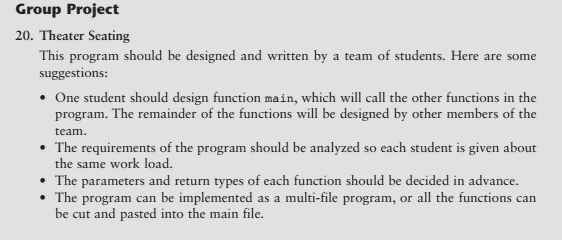 Group Project
20. Theater Seating
This program should be designed and written by a team of students. Here are some
suggestions:
• One student should design function main, which will call the other functions in the
program. The remainder of the functions will be designed by other members of the
team.
• The requirements of the program should be analyzed so each student is given about
the same work load.
• The parameters and return types of each function should be decided in advance.
• The program can be implemented as a multi-file program, or all the functions can
be cut and pasted into the main file.